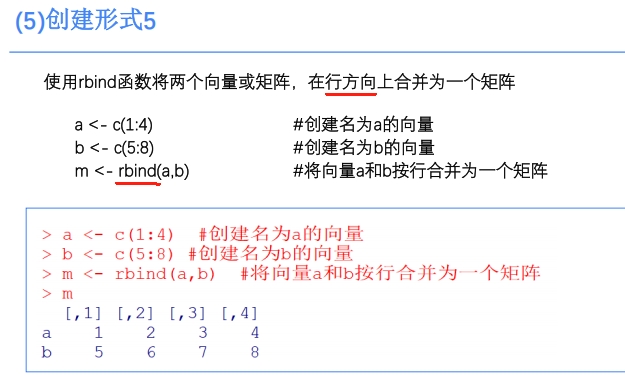 (5)创建形式5
使用rbind函数将两个向量或矩阵，在行方向上合并为一个矩阵
a <- c(1:4) #创建名为a的向量
b <- c(5:8) #创建名为b的向量
m <- rbind(a,b) #将向量a和b按行合并为一个矩阵
> a <- c(1:4)  #创建名为a的向量
> b <- c(5:8) #创建名为b的向量
> m <- rbind(a,b)  #将向量a和b按行合并为一个矩阵
> m
  [,1] [,2] [,3] [,4]
a    1    2    3    4
b    5    6    7    8